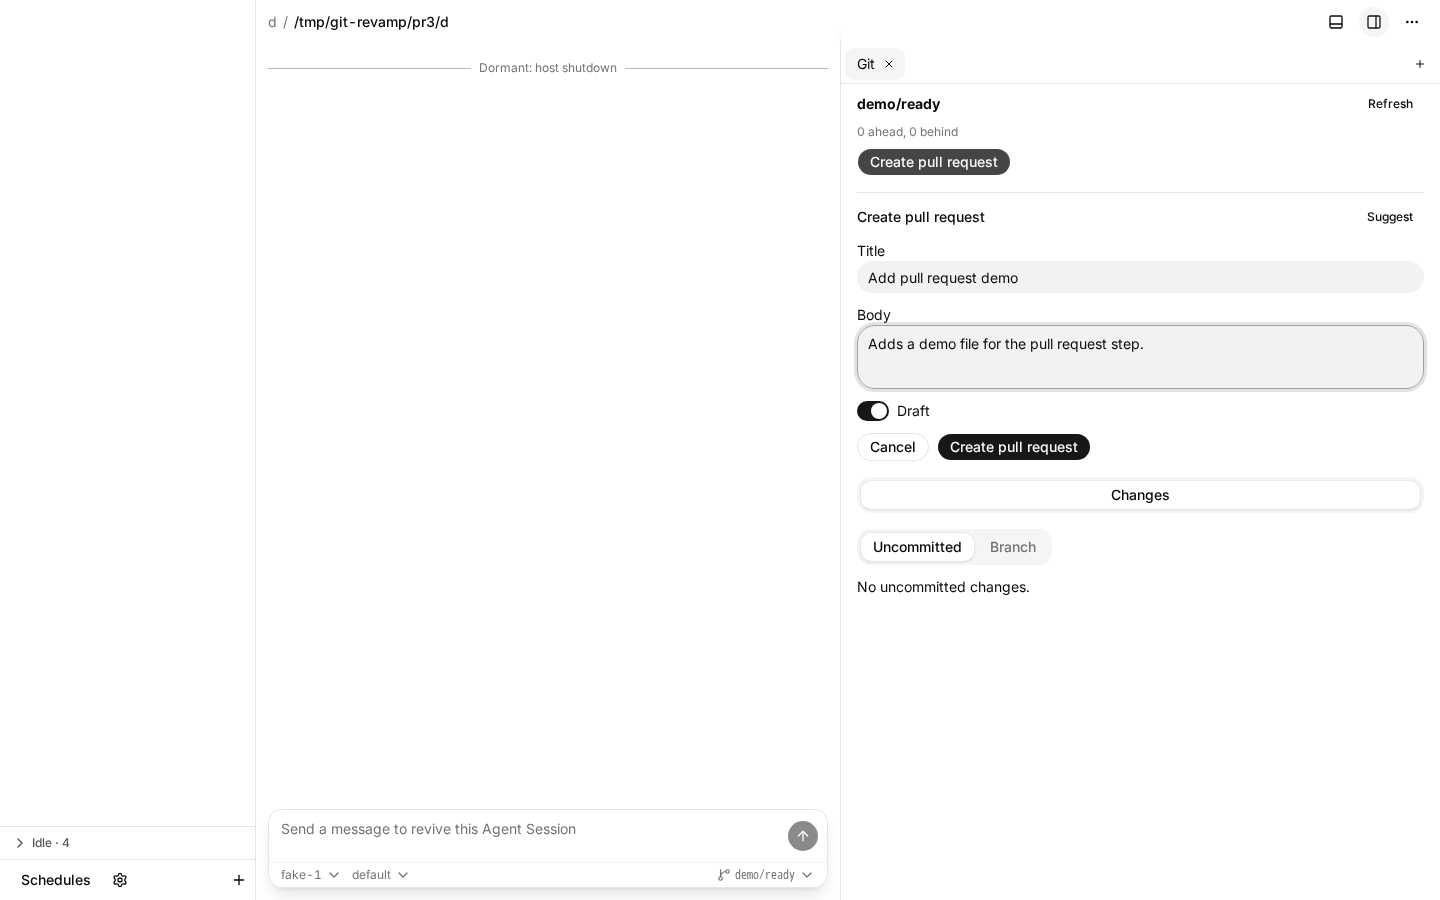 d / /tmp/git-revamp/pr3/d
Dormant: host shutdown
Git
demo/ready
Refresh
0 ahead, 0 behind
Create pull request
Create pull request
Suggest
Title
Add pull request demo
Body
Adds a demo file for the pull request step.
Draft
Cancel
Create pull request
Changes
Uncommitted
Branch
No uncommitted changes.
Send a message to revive this Agent Session
fake-1
default
demo/ready
Idle · 4
Schedules